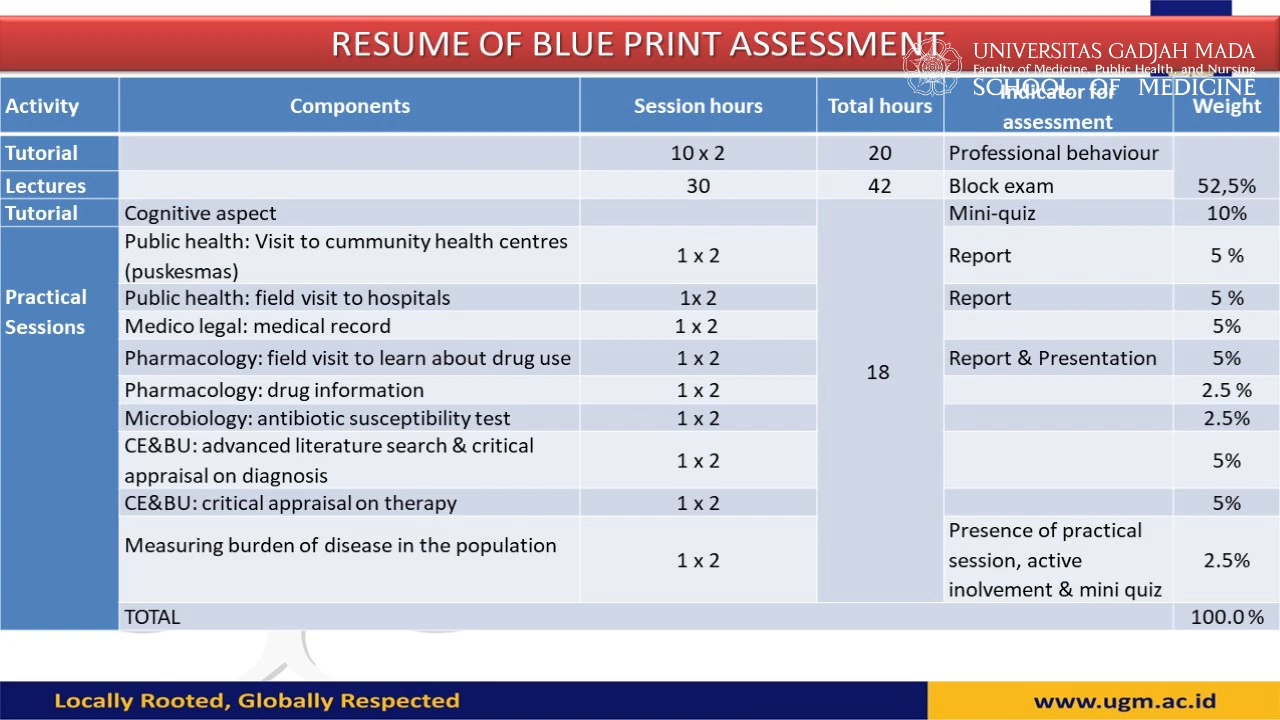 RESUME OF BLUE PRINT ASSESSMENT
UNIVERSITAS GADJAH MADA
Faculty of Medicine, Public Health, and Nursing
SCHOOL OF MEDICINE
Activity Components Session hours Total hours Indicator for assessment Weight
Tutorial 10 x 2 20 Professional behaviour
Lectures 30 42 Block exam 52,5%
Tutorial Cognitive aspect Mini-quiz 10%
Public health: Visit to cummunity health centres
(puskesmas) 1 x 2 Report 5 %
Practical
Sessions
Public health: field visit to hospitals 1x 2 Report 5 %
Medico legal: medical record 1 x 2 5%
Pharmacology: field visit to learn about drug use 1 x 2 Report & Presentation 5%
18
Pharmacology: drug information 1 x 2 2.5 %
Microbiology: antibiotic susceptibility test 1 x 2 2.5%
CE&BU: advanced literature search & critical
appraisal on diagnosis 1 x 2 5%
CE&BU: critical appraisal on therapy 1 x 2 5%
Measuring burden of disease in the population 1 x 2
Presence of practical
session, active
inolvement & mini quiz 2.5%
TOTAL 100.0 %
Locally Rooted, Globally Respected
www.ugm.ac.id